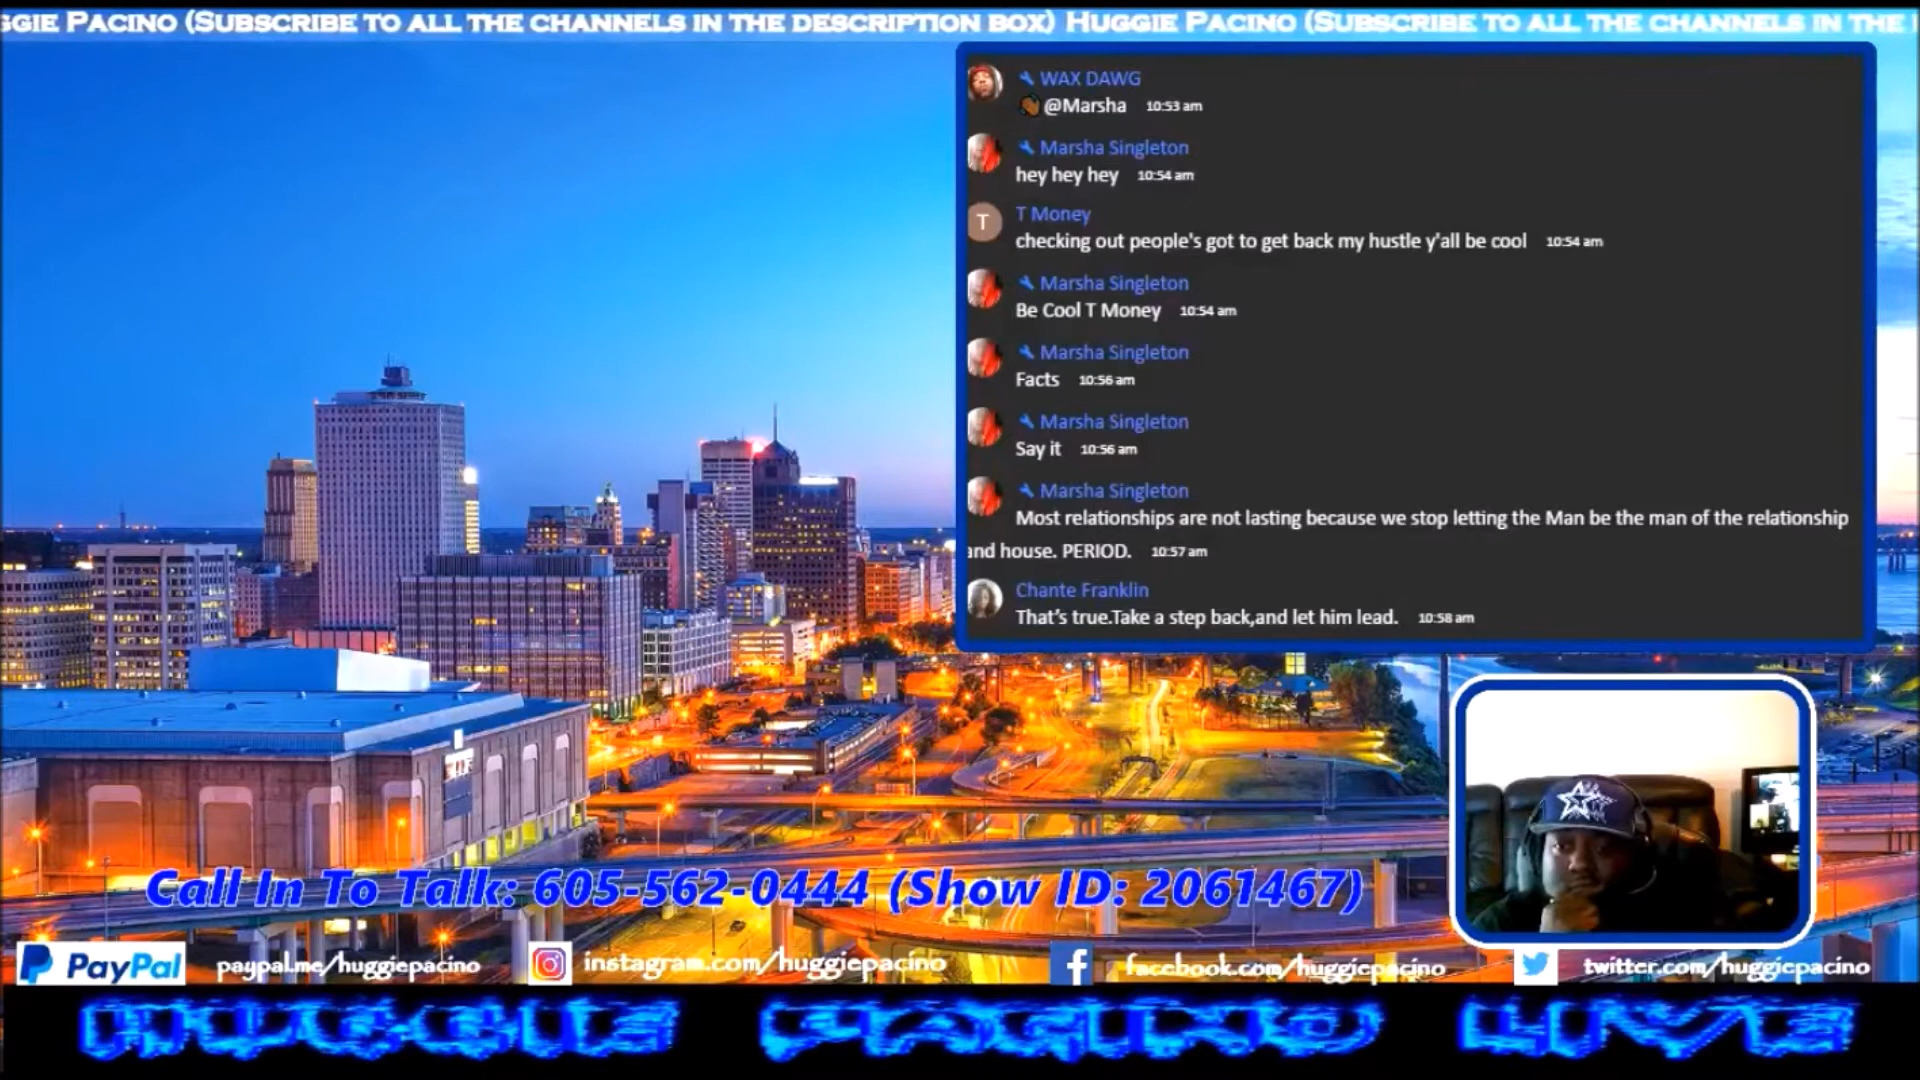 GGIE PACINO (SUBSCRIBE TO ALL THE CHANNELS IN THE DESCRIPTION BOX) HUGGIE PACINO (SUBSCRIBE TO ALL THE CHANNELS IN THE
WAX DAWG
@Marsha 10:53 am
Marsha Singleton
hey hey hey 10:54 am
T
T Money
checking out people's got to get back my hustle y'all be cool 10:54 am
Marsha Singleton
Be Cool T Money 10:54 am
Marsha Singleton
Facts 10:56 am
Marsha Singleton
Say it 10:56 am
Marsha Singleton
Most relationships are not lasting because we stop letting the Man be the man of the relationship
and house. PERIOD. 10:57 am
Chante Franklin
That's true.Take a step back,and let him lead. 10:58 am
Call In To Talk: 605-562-0444 (Show ID: 2061467)
PayPal paypal.me/huggiepacino instagram.com/huggiepacino facebook.com/huggiepacino twitter.com/huggiepacino
HUGGIE PACINO LIVE